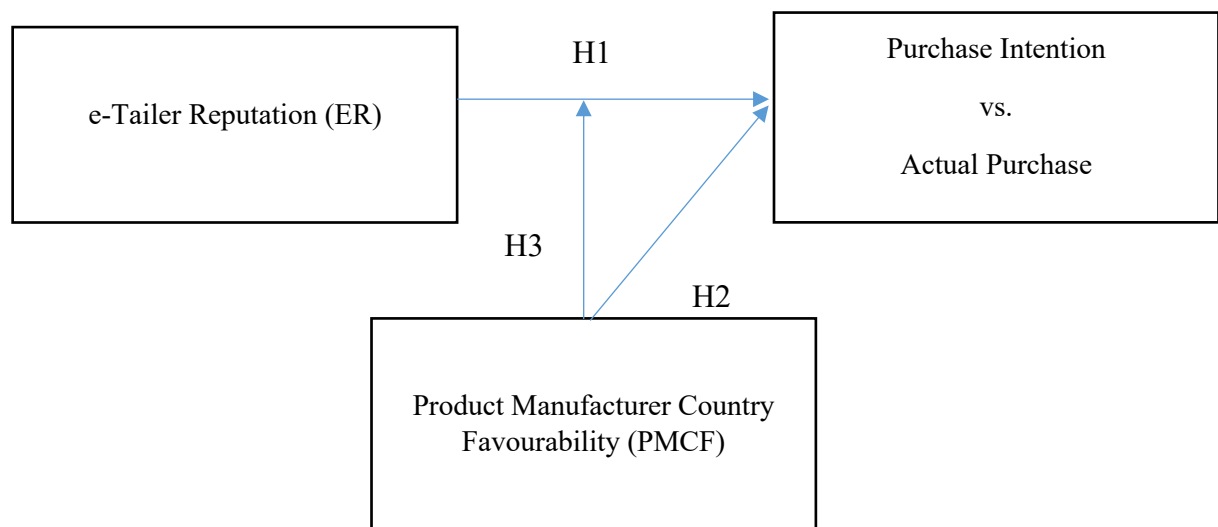 H1
e-Tailer Reputation (ER)
Purchase Intention
vs.
Actual Purchase
H3
H2
Product Manufacturer Country
Favourability (PMCF)